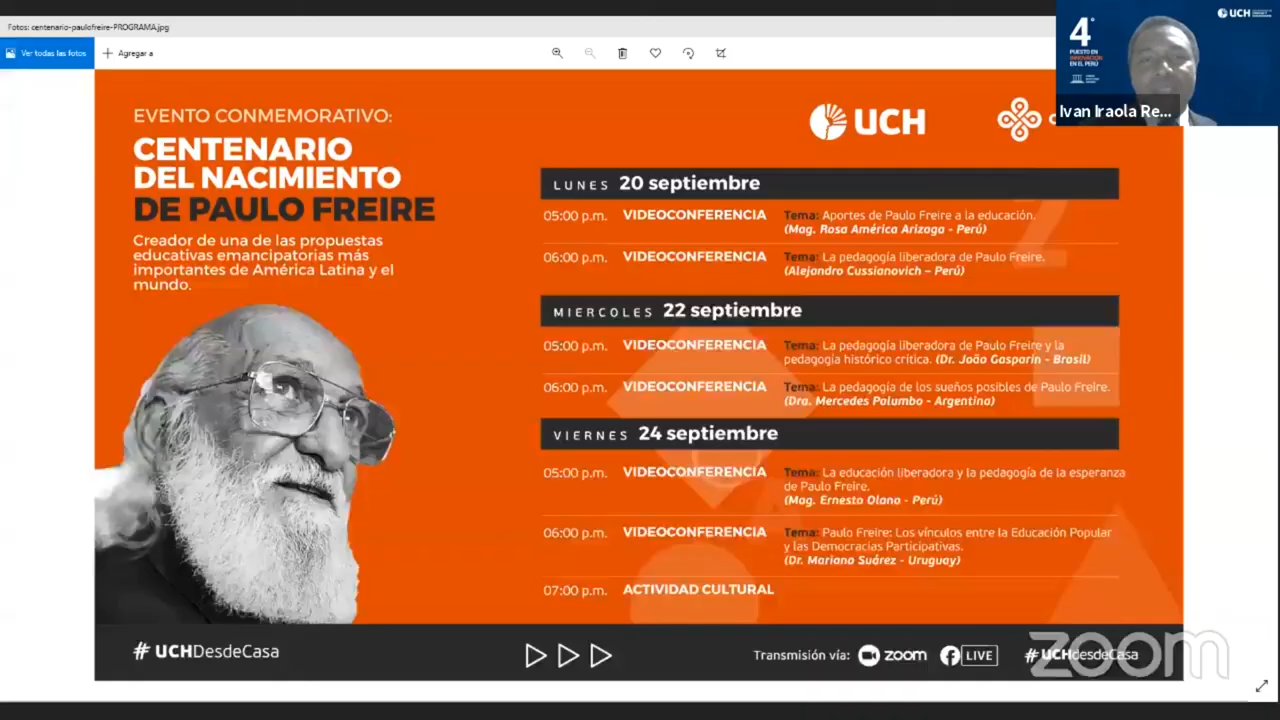 Fotos: centenario-paulofreire-PROGRAMA.jpg
Ver todas las fotos
Agregar a
4°
PUESTO EN
INNOVACIÓN
EN EL PERÚ
UCH
Ivan Iraola Re...
EVENTO CONMEMORATIVO:
CENTENARIO
DEL NACIMIENTO
DE PAULO FREIRE
Creador de una de las propuestas
educativas emancipatorias más
importantes de América Latina y el
mundo.
UCH
LUNES 20 septiembre
05:00 p.m. VIDEOCONFERENCIA Tema: Aportes de Paulo Freire a la educación.
(Mag. Rosa América Arizaga - Perú)
06:00 p.m. VIDEOCONFERENCIA Tema: La pedagogía liberadora de Paulo Freire.
(Alejandro Cussianovich – Perú)
MIERCOLES 22 septiembre
05:00 p.m. VIDEOCONFERENCIA Tema: La pedagogía liberadora de Paulo Freire y la
pedagogía histórico crítica. (Dr. João Gasparín - Brasil)
06:00 p.m. VIDEOCONFERENCIA Tema: La pedagogía de los sueños posibles de Paulo Freire.
(Dra. Mercedes Palumbo - Argentina)
VIERNES 24 septiembre
05:00 p.m. VIDEOCONFERENCIA Tema: La educación liberadora y la pedagogía de la esperanza
de Paulo Freire.
(Mag. Ernesto Olano - Perú)
06:00 p.m. VIDEOCONFERENCIA Tema: Paulo Freire: Los vínculos entre la Educación Popular
y las Democracias Participativas.
(Dr. Mariano Suárez - Uruguay)
07:00 p.m. ACTIVIDAD CULTURAL
# UCHDesdeCasa
Transmisión vía: zoom LIVE #UCHdesdeCasa
zoom